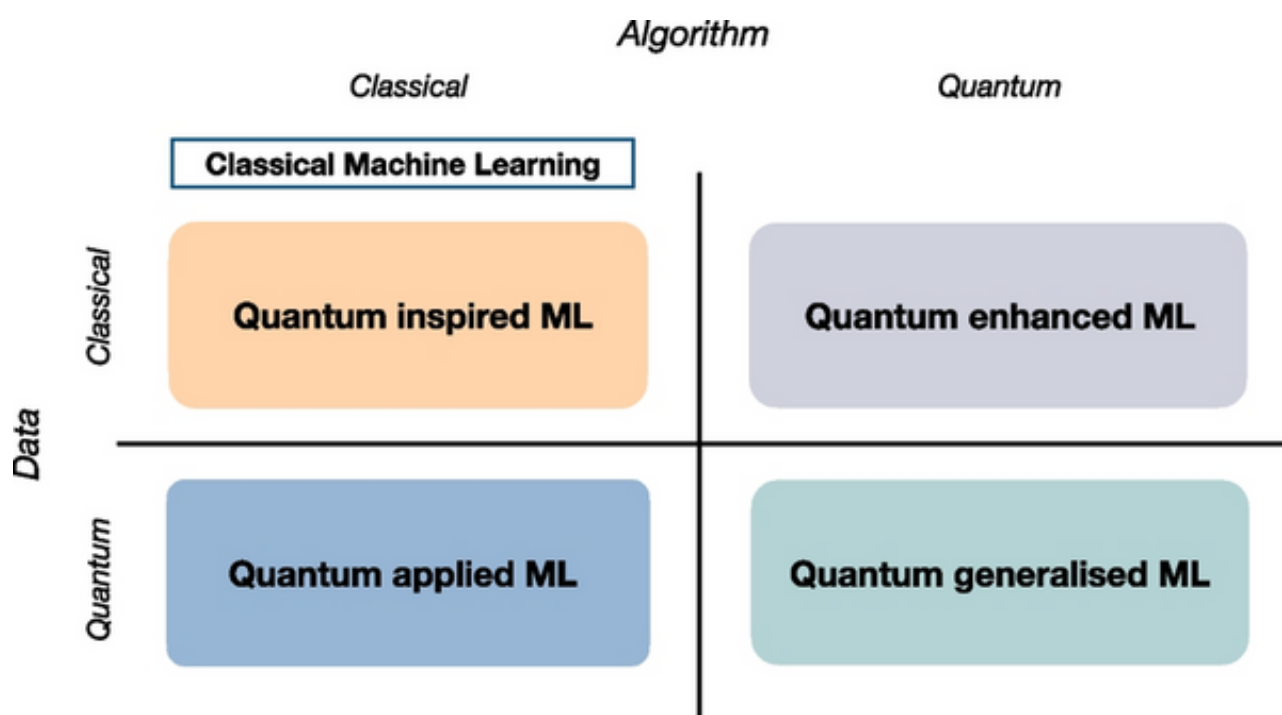 Algorithm
Classical
Quantum
Classical Machine Learning
Classical
Quantum inspired ML
Quantum enhanced ML
Data
Quantum
Quantum applied ML
Quantum generalised ML